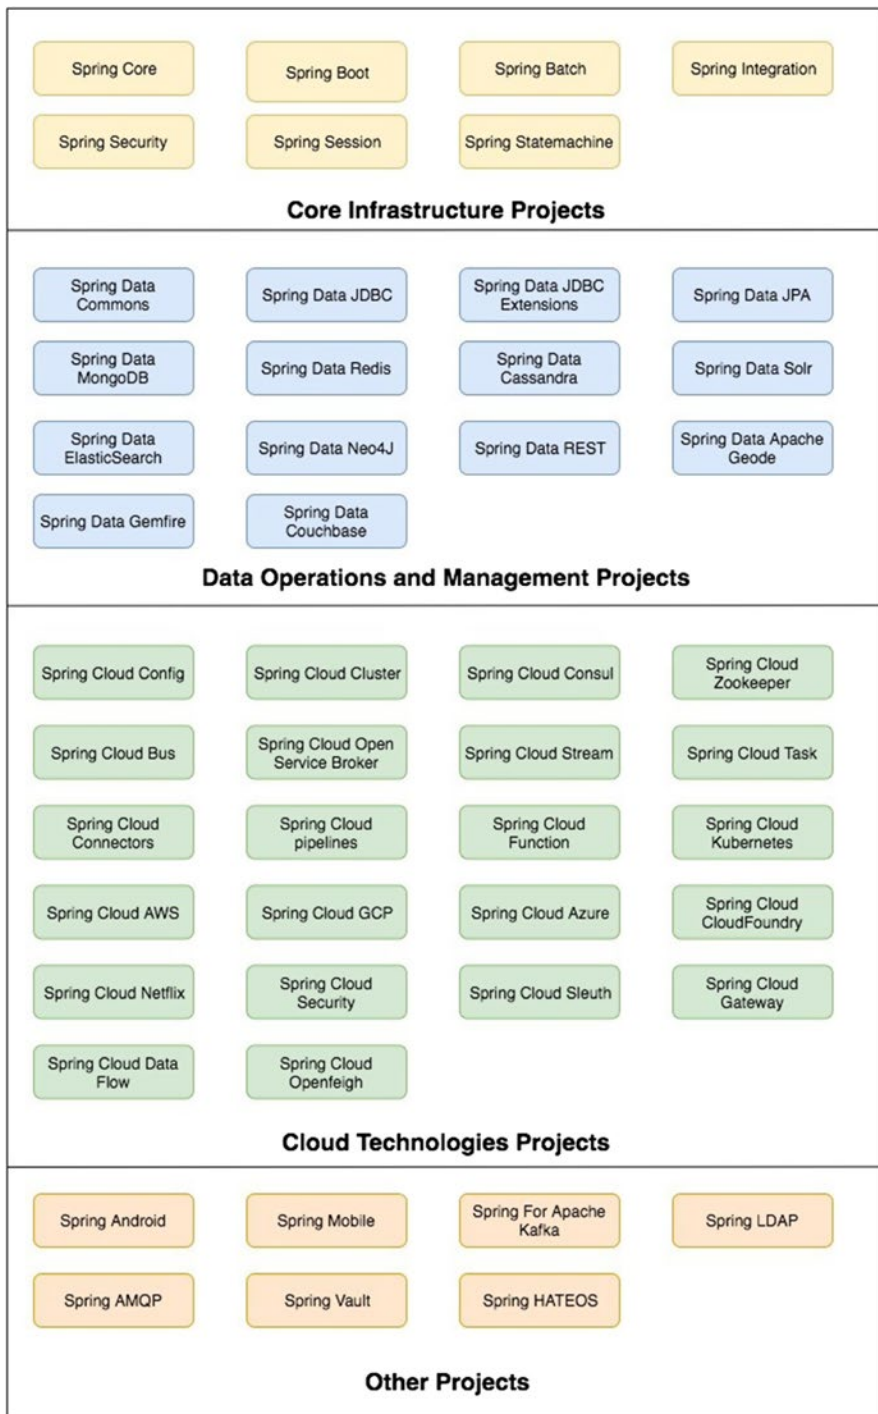 Spring Core
Spring Boot
Spring Batch
Spring Integration
Spring Security
Spring Session
Spring Statemachine
Core Infrastructure Projects
Spring Data
Commons
Spring Data JDBC
Spring Data JDBC
Extensions
Spring Data JPA
Spring Data
MongoDB
Spring Data Redis
Spring Data
Cassandra
Spring Data Solr
Spring Data
ElasticSearch
Spring Data Neo4J
Spring Data REST
Spring Data Apache
Geode
Spring Data Gemfire
Spring Data
Couchbase
Data Operations and Management Projects
Spring Cloud Config
Spring Cloud Cluster
Spring Cloud Consul
Spring Cloud
Zookeeper
Spring Cloud Bus
Spring Cloud Open
Service Broker
Spring Cloud Stream
Spring Cloud Task
Spring Cloud
Connectors
Spring Cloud
pipelines
Spring Cloud
Function
Spring Cloud
Kubernetes
Spring Cloud AWS
Spring Cloud GCP
Spring Cloud Azure
Spring Cloud
CloudFoundry
Spring Cloud Netflix
Spring Cloud
Security
Spring Cloud Sleuth
Spring Cloud
Gateway
Spring Cloud Data
Flow
Spring Cloud
Openfeigh
Cloud Technologies Projects
Spring Android
Spring Mobile
Spring For Apache
Kafka
Spring LDAP
Spring AMQP
Spring Vault
Spring HATEOS
Other Projects